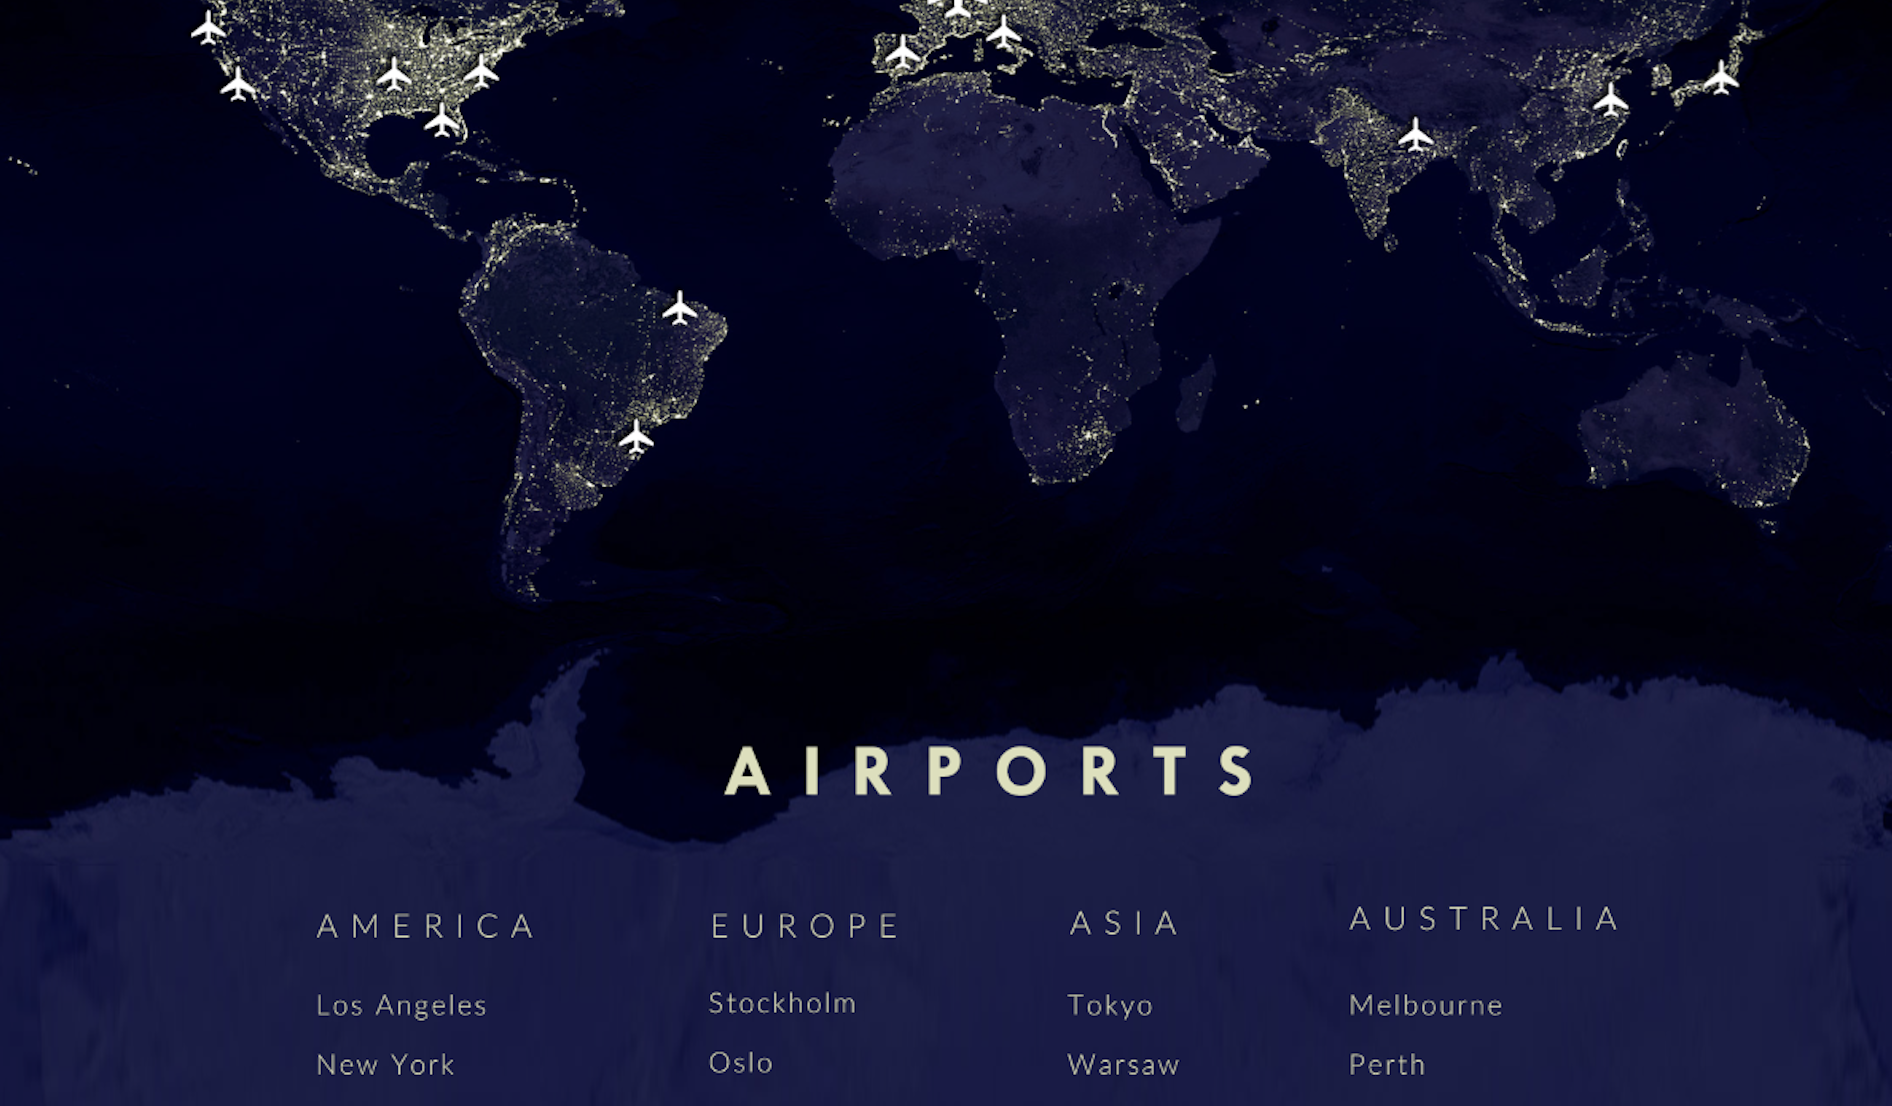 AIRPORTS
AMERICA
EUROPE
ASIA
AUSTRALIA
Los Angeles
Stockholm
Tokyo
Melbourne
New York
Oslo
Warsaw
Perth